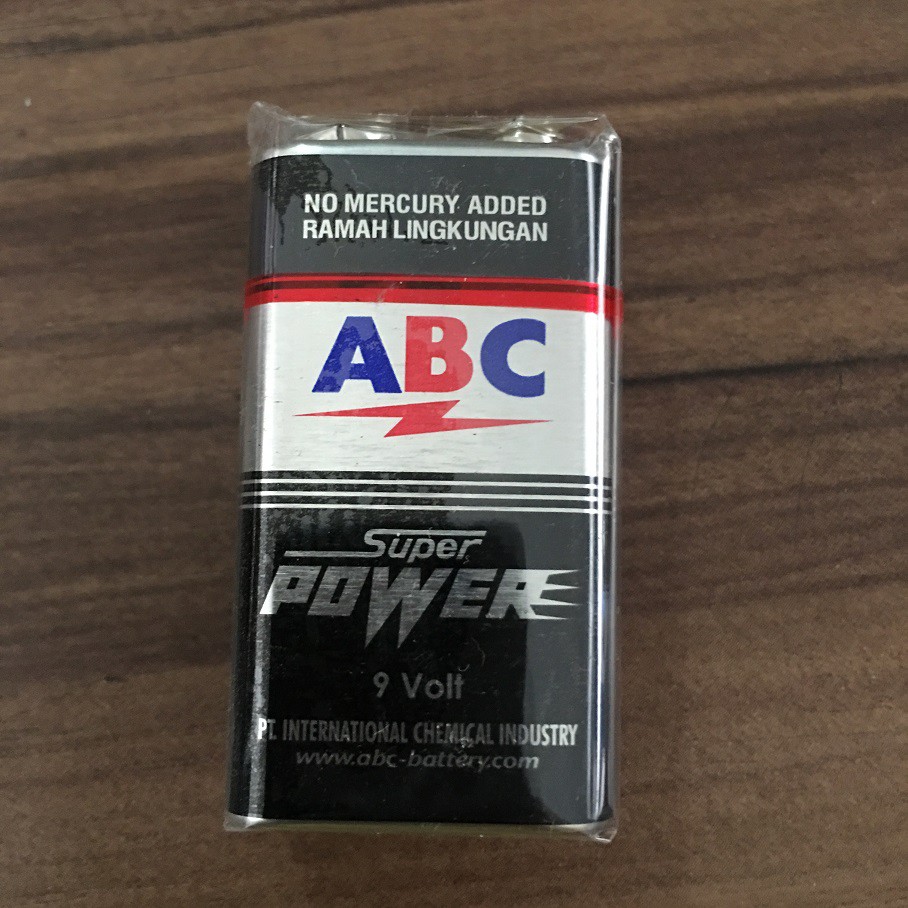 NO MERCURY ADDED
RAMAH LINGKUNGAN
ABC
Super
POWER
9 Volt
PT. INTERNATIONAL CHEMICAL INDUSTRY
www.abc-battery.com